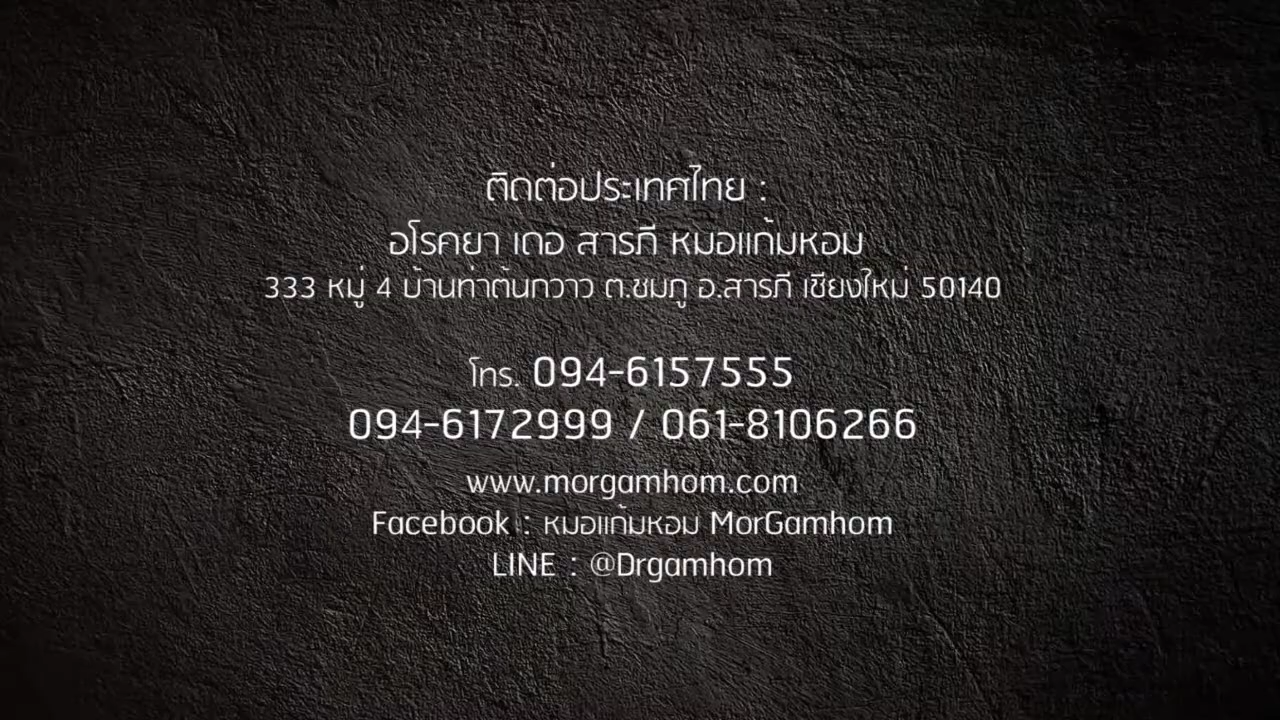 ติดต่อประเทศไทย :
อโรคยา เดอ สารภี หมอแก้มหอม
333 หมู่ 4 บ้านท่าต้นกวาว ต.ชมภู อ.สารภี เชียงใหม่ 50140
โทร. 094-6157555
094-6172999 / 061-8106266
www.morgamhom.com
Facebook : หมอแก้มหอม MorGamhom
LINE : @Drgamhom